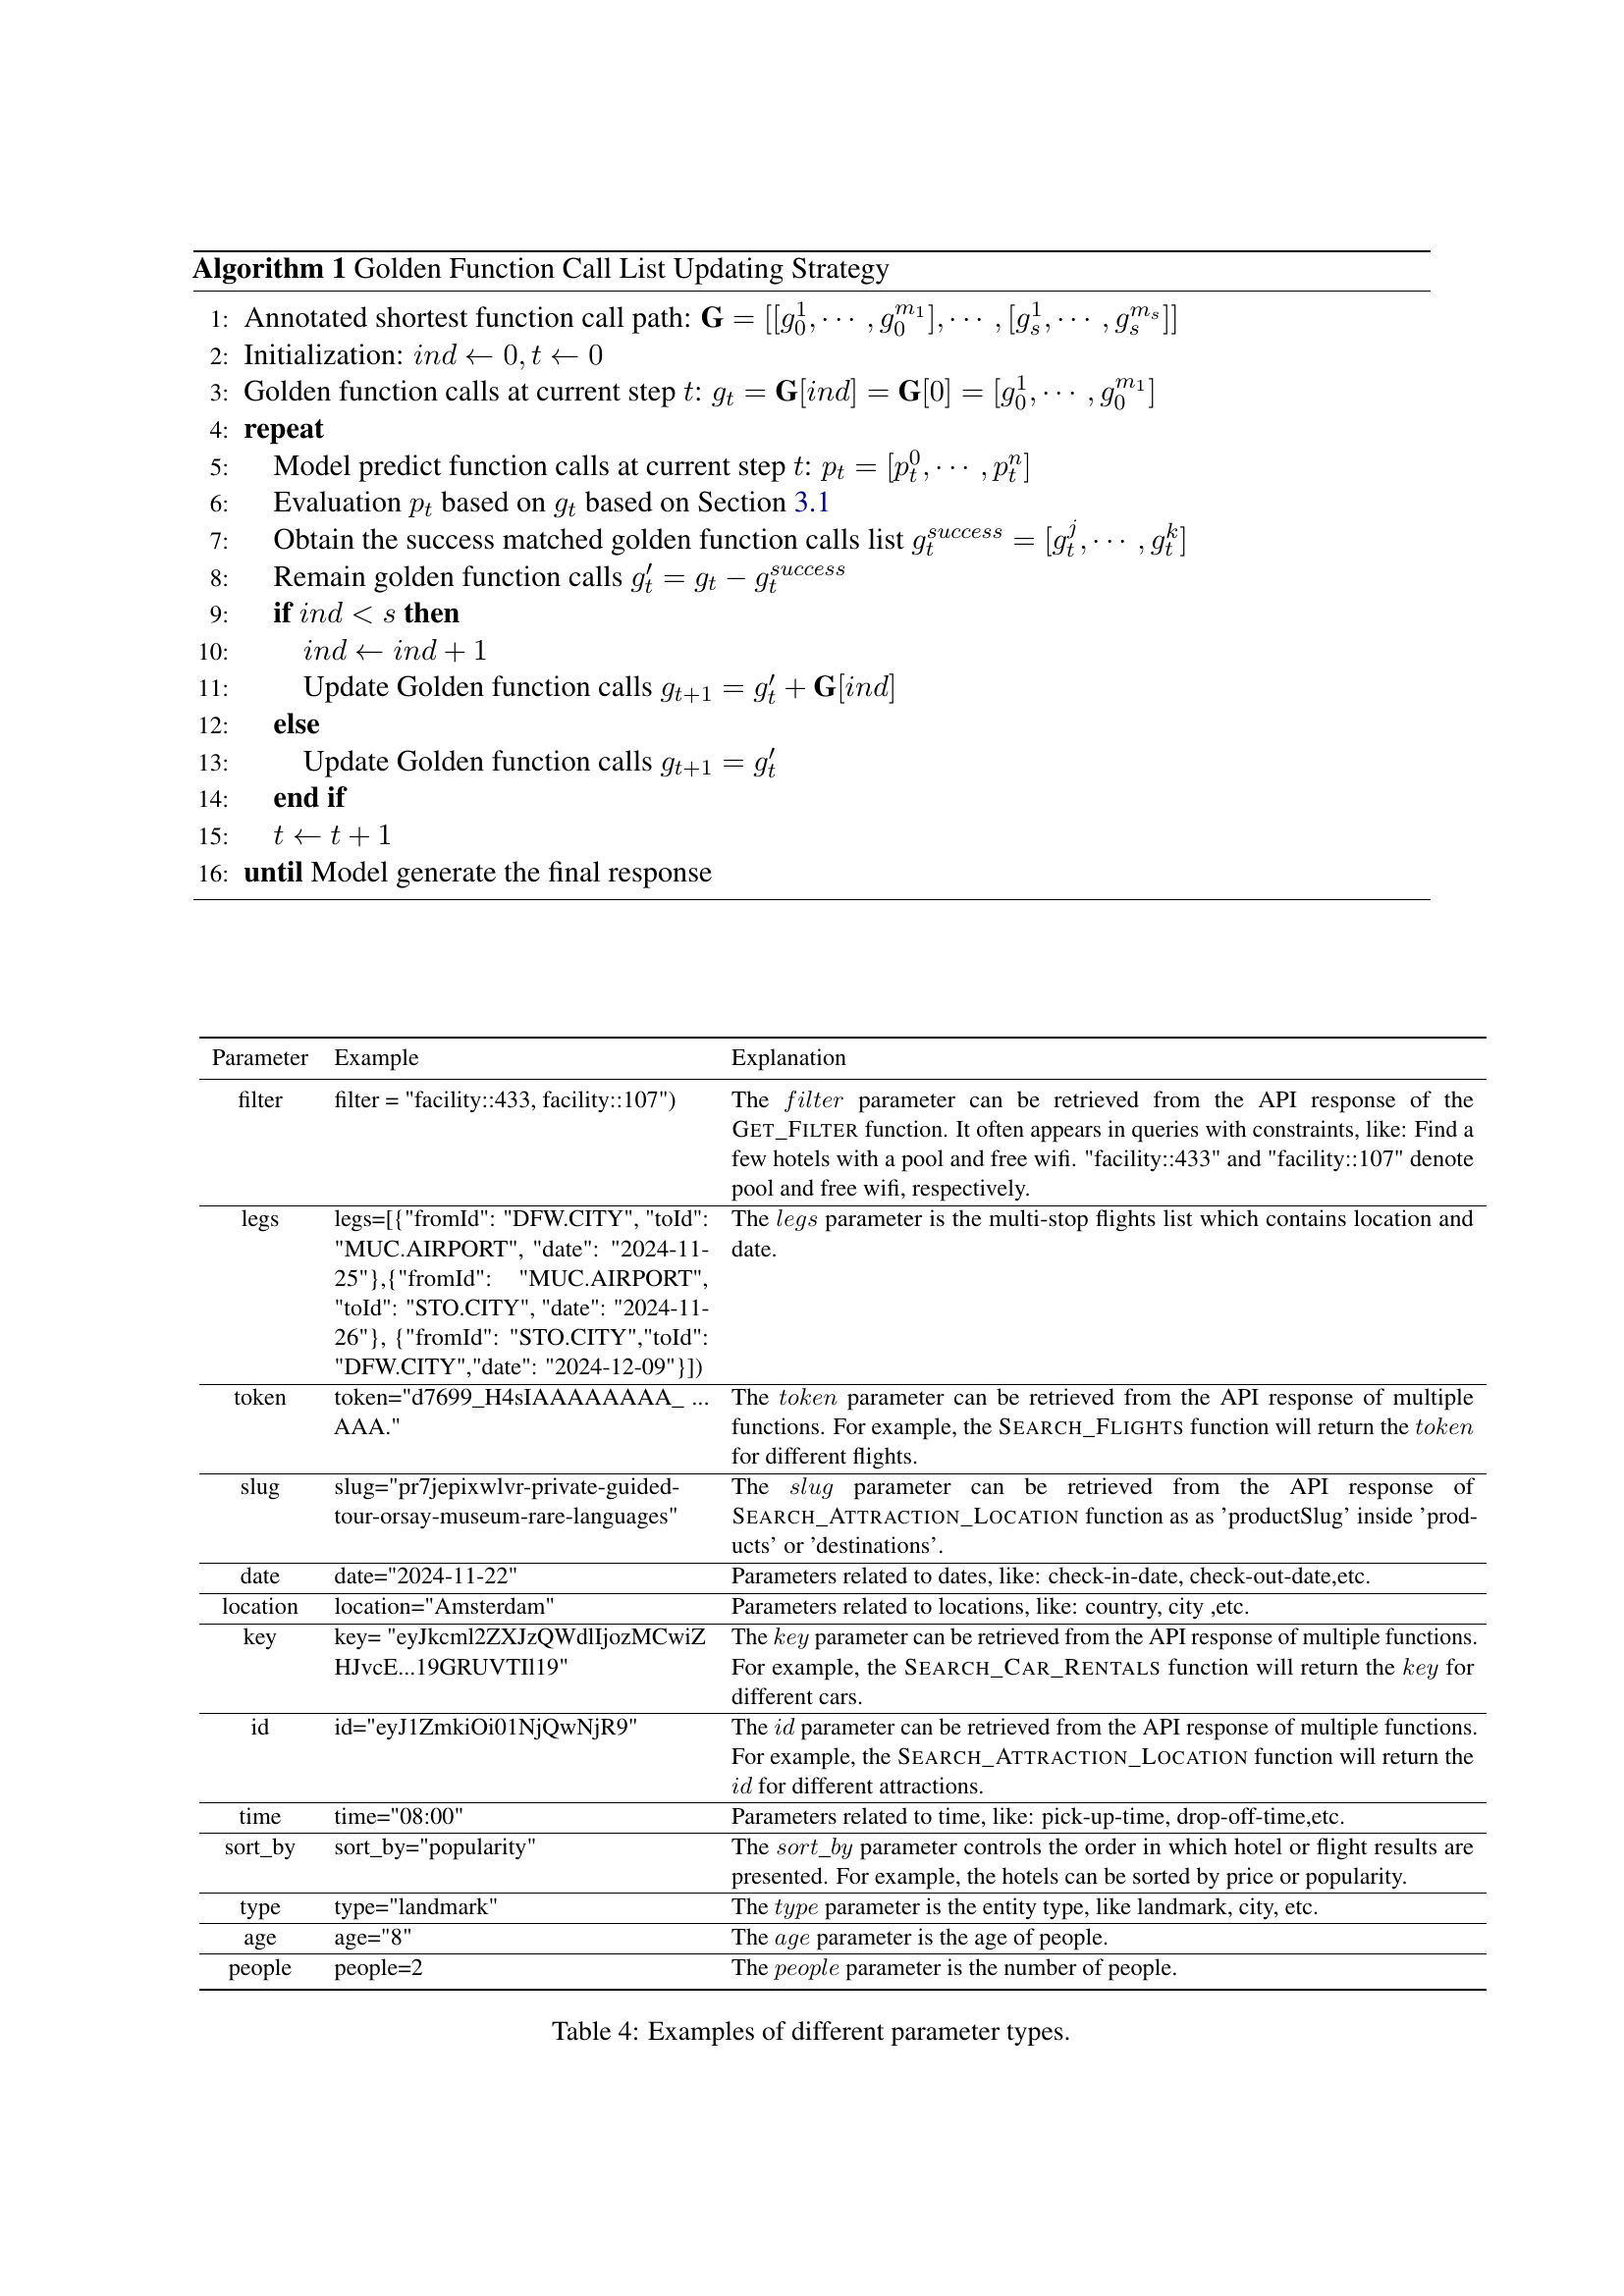 Algorithm 1 Golden Function Call List Updating Strategy
1: Annotated shortest function call path: G = [[g_0^1, ⋯ , g_0^{m_1}], ⋯ , [g_s^1, ⋯ , g_s^{m_s}]]
2: Initialization: ind ← 0, t ← 0
3: Golden function calls at current step t: g_t = G[ind] = G[0] = [g_0^1, ⋯ , g_0^{m_1}]
4: repeat
5: Model predict function calls at current step t: p_t = [p_t^0, ⋯ , p_t^n]
6: Evaluation p_t based on g_t based on Section 3.1
7: Obtain the success matched golden function calls list g_t^{success} = [g_t^j, ⋯ , g_t^k]
8: Remain golden function calls g′_t = g_t − g_t^{success}
9: if ind < s then
10: ind ← ind + 1
11: Update Golden function calls g_{t+1} = g′_t + G[ind]
12: else
13: Update Golden function calls g_{t+1} = g′_t
14: end if
15: t ← t + 1
16: until Model generate the final response
Parameter Example Explanation
filter filter = "facility::433, facility::107") The filter parameter can be retrieved from the API response of the
GET_FILTER function. It often appears in queries with constraints, like: Find a
few hotels with a pool and free wifi. "facility::433" and "facility::107" denote
pool and free wifi, respectively.
legs legs=[{"fromId": "DFW.CITY", "toId": The legs parameter is the multi-stop flights list which contains location and
"MUC.AIRPORT", "date": "2024-11- date.
25"},{"fromId": "MUC.AIRPORT",
"toId": "STO.CITY", "date": "2024-11-
26"}, {"fromId": "STO.CITY","toId":
"DFW.CITY","date": "2024-12-09"}])
token token="d7699_H4sIAAAAAAAA_ ... The token parameter can be retrieved from the API response of multiple
AAA." functions. For example, the SEARCH_FLIGHTS function will return the token
for different flights.
slug slug="pr7jepixwlvr-private-guided- The slug parameter can be retrieved from the API response of
tour-orsay-museum-rare-languages" SEARCH_ATTRACTION_LOCATION function as as ’productSlug’ inside ’prod-
ucts’ or ’destinations’.
date date="2024-11-22" Parameters related to dates, like: check-in-date, check-out-date,etc.
location location="Amsterdam" Parameters related to locations, like: country, city ,etc.
key key= "eyJkcml2ZXJzQWdlIjozMCwiZ The key parameter can be retrieved from the API response of multiple functions.
HJvcE...19GRUVTIl19" For example, the SEARCH_CAR_RENTALS function will return the key for
different cars.
id id="eyJ1ZmkiOi01NjQwNjR9" The id parameter can be retrieved from the API response of multiple functions.
For example, the SEARCH_ATTRACTION_LOCATION function will return the
id for different attractions.
time time="08:00" Parameters related to time, like: pick-up-time, drop-off-time,etc.
sort_by sort_by="popularity" The sort_by parameter controls the order in which hotel or flight results are
presented. For example, the hotels can be sorted by price or popularity.
type type="landmark" The type parameter is the entity type, like landmark, city, etc.
age age="8" The age parameter is the age of people.
people people=2 The people parameter is the number of people.
Table 4: Examples of different parameter types.